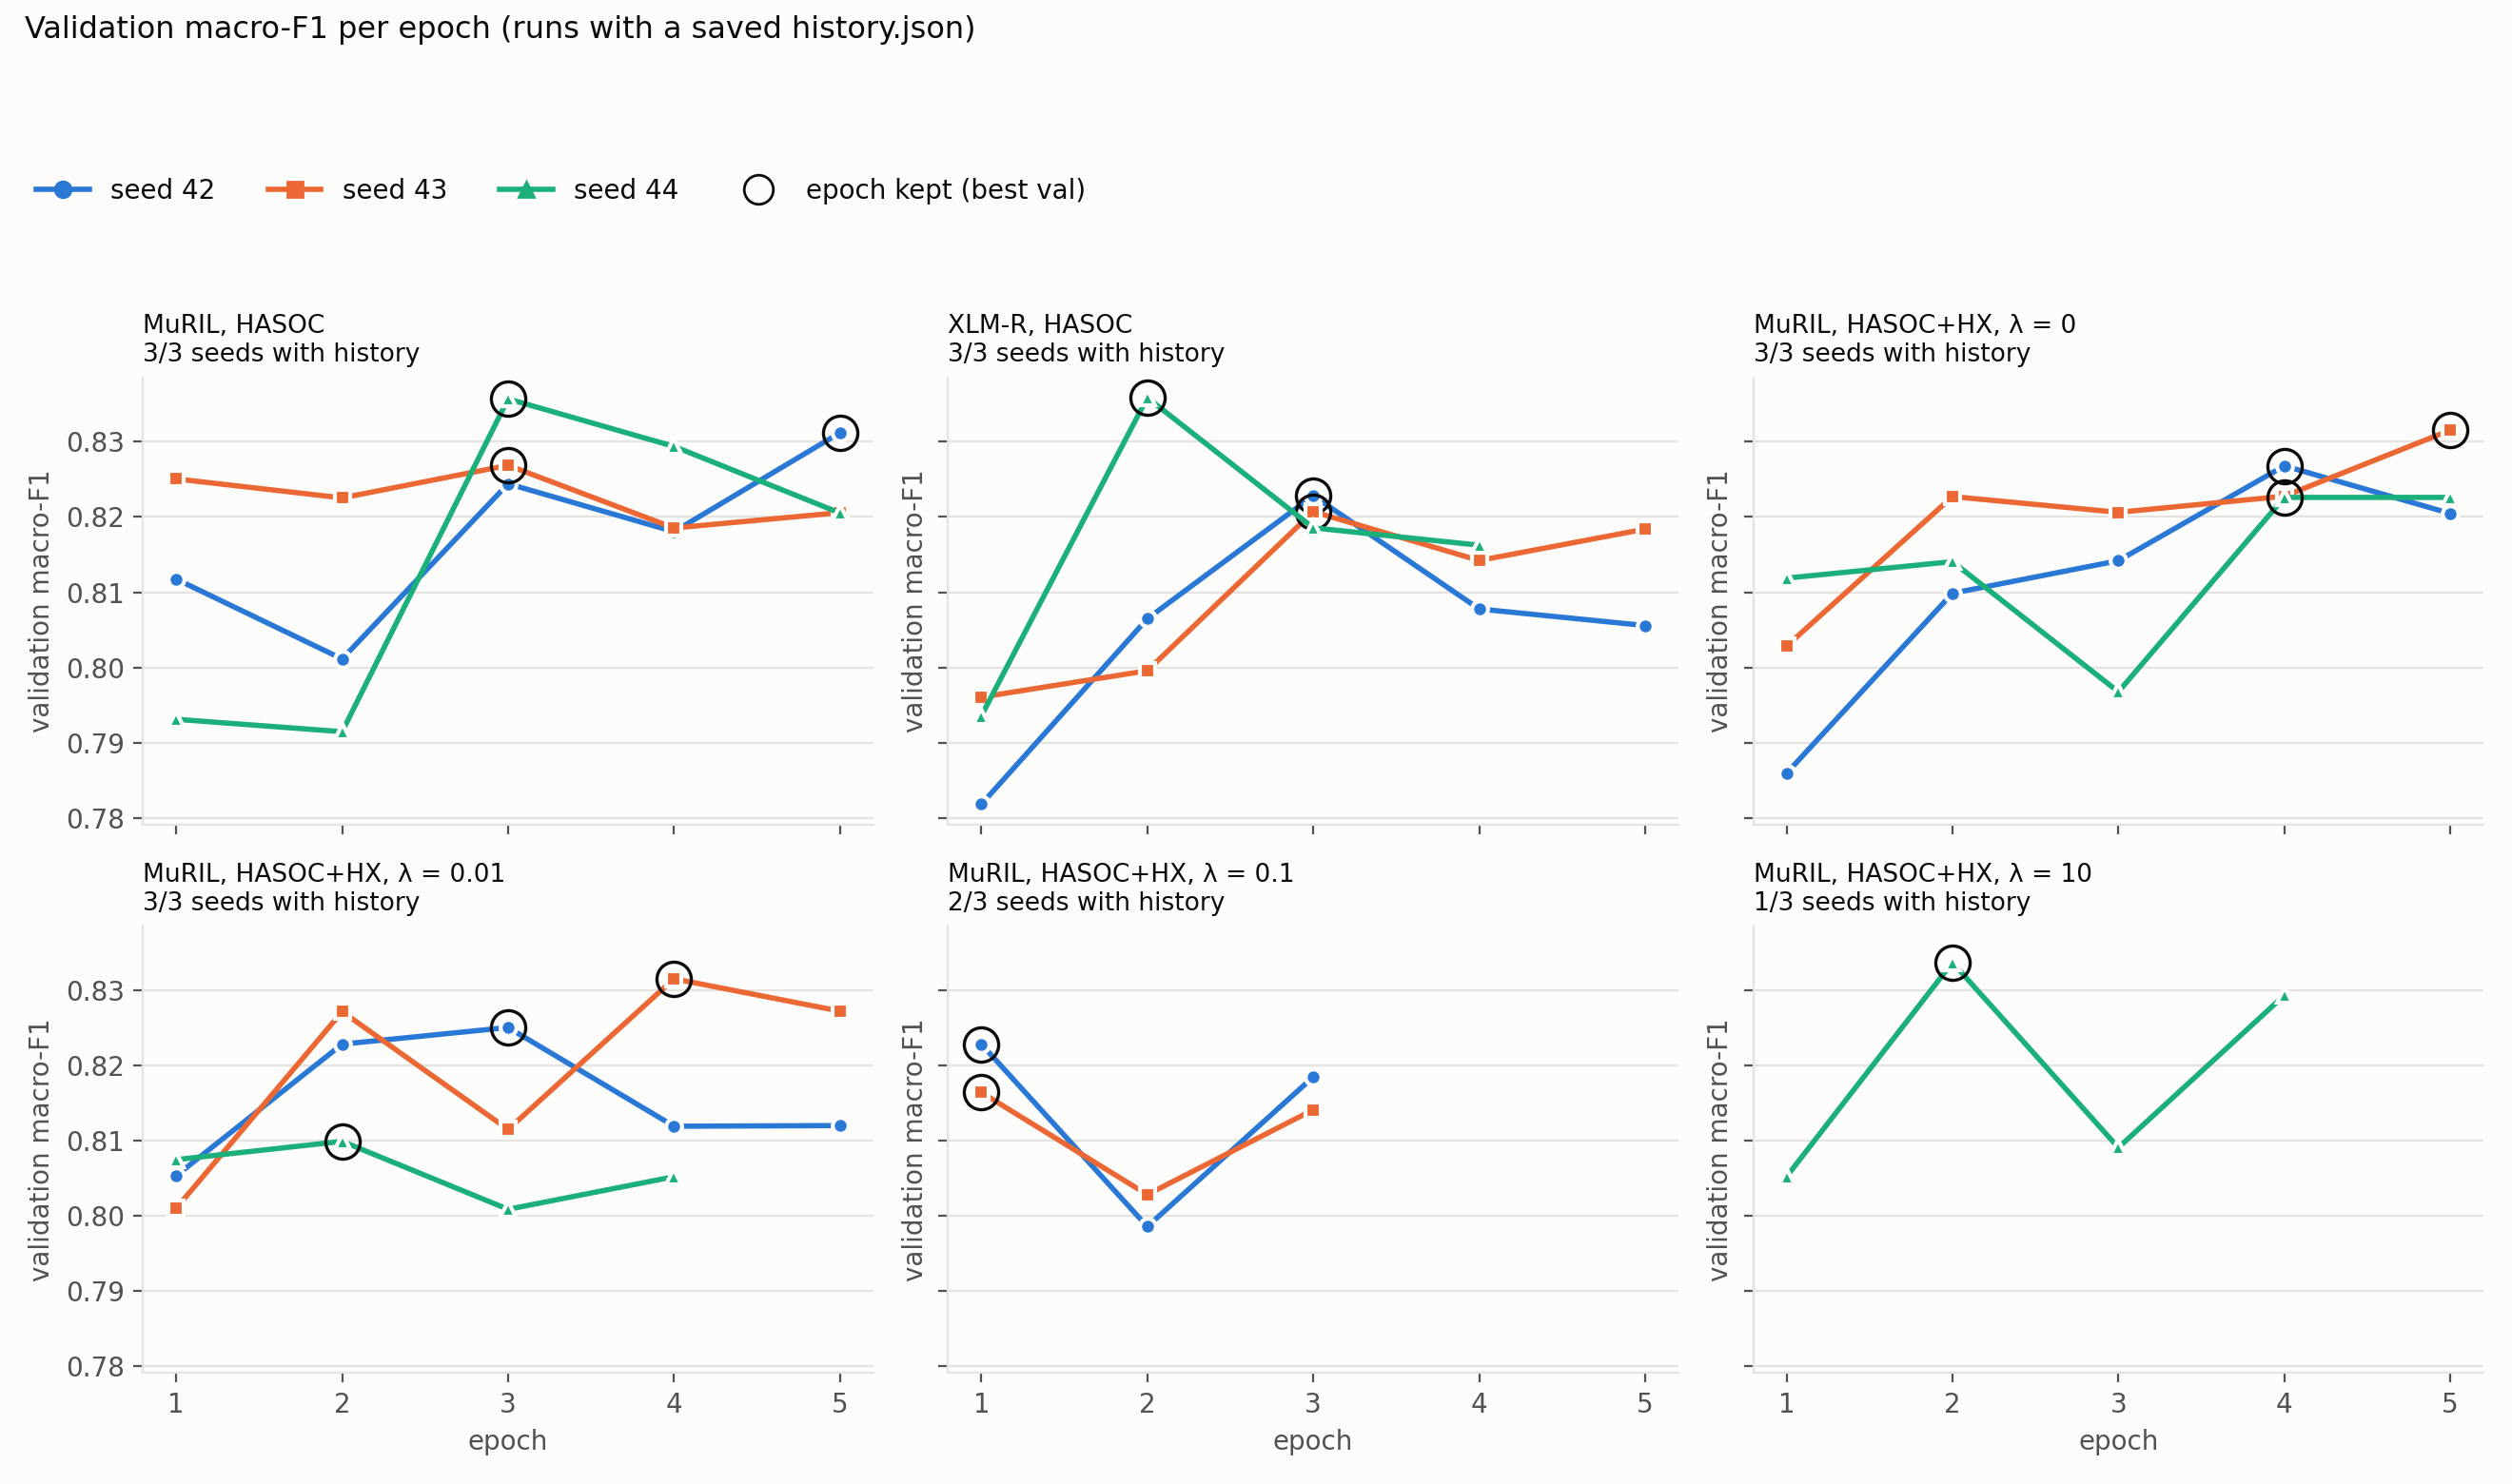 Validation macro-F1 per epoch (runs with a saved history.json)
seed 42 seed 43 seed 44 epoch kept (best val)
MuRIL, HASOC
3/3 seeds with history
validation macro-F1
0.83
0.82
0.81
0.80
0.79
0.78
XLM-R, HASOC
3/3 seeds with history
validation macro-F1
MuRIL, HASOC+HX, λ = 0
3/3 seeds with history
validation macro-F1
MuRIL, HASOC+HX, λ = 0.01
3/3 seeds with history
validation macro-F1
0.83
0.82
0.81
0.80
0.79
0.78
1 2 3 4 5
epoch
MuRIL, HASOC+HX, λ = 0.1
2/3 seeds with history
validation macro-F1
1 2 3 4 5
epoch
MuRIL, HASOC+HX, λ = 10
1/3 seeds with history
validation macro-F1
1 2 3 4 5
epoch